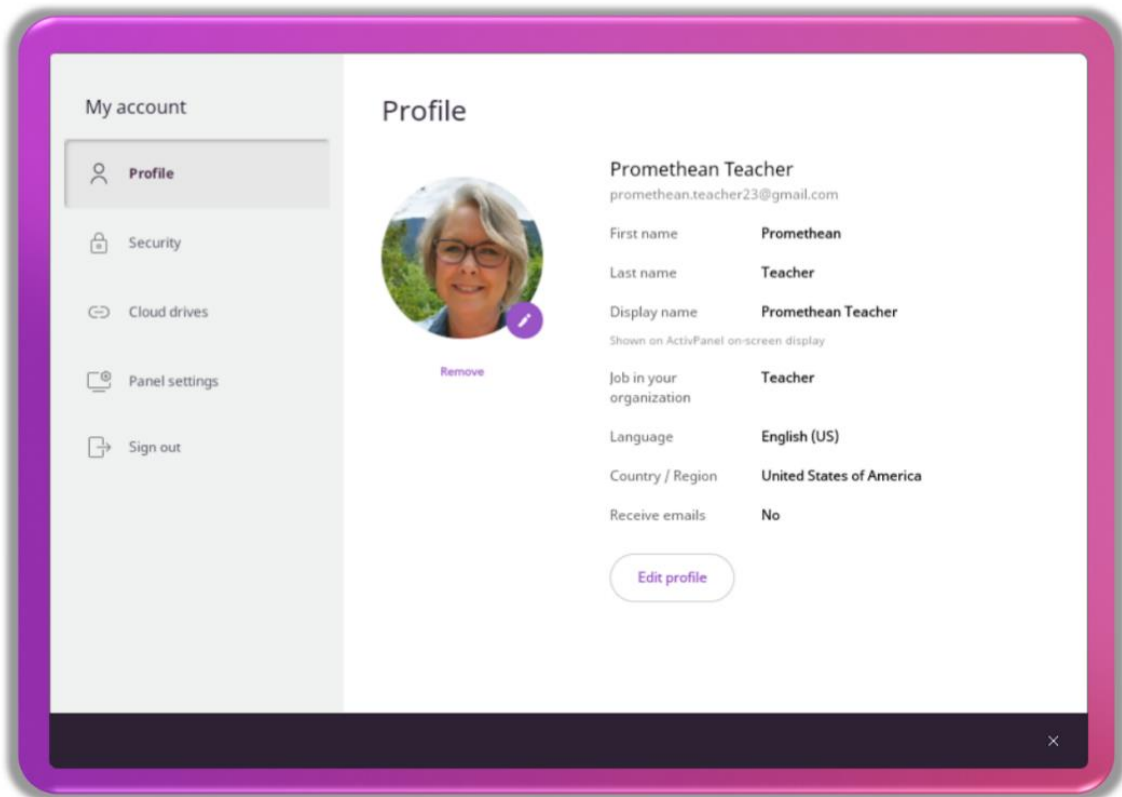 My account
Profile
Security
Cloud drives
Panel settings
Sign out
Profile
Remove
Promethean Teacher
promethean.teacher23@gmail.com
First name Promethean
Last name Teacher
Display name Promethean Teacher
Shown on ActivPanel on-screen display
Job in your Teacher
organization
Language English (US)
Country / Region United States of America
Receive emails No
Edit profile